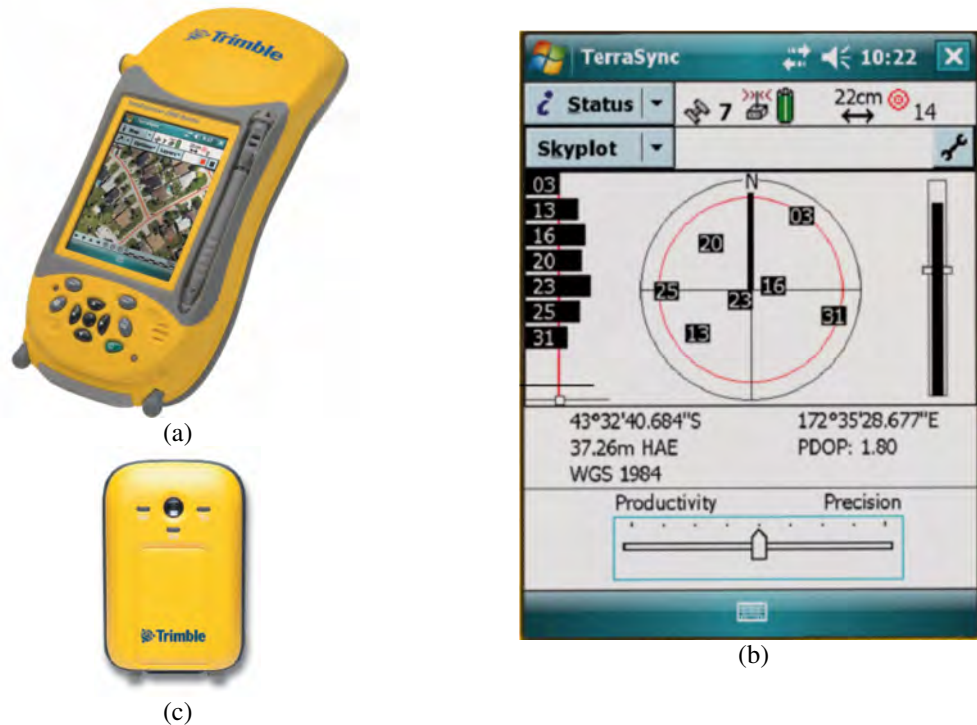 Trimble
(a)
Trimble
(c)
TerraSync 10:22
Status 7 22cm 14
Skyplot
03
13
16
20
23
25
31
N
03
20
25
23
16
13
31
43°32'40.684"S 172°35'28.677"E
37.26m HAE PDOP: 1.80
WGS 1984
Productivity Precision
(b)